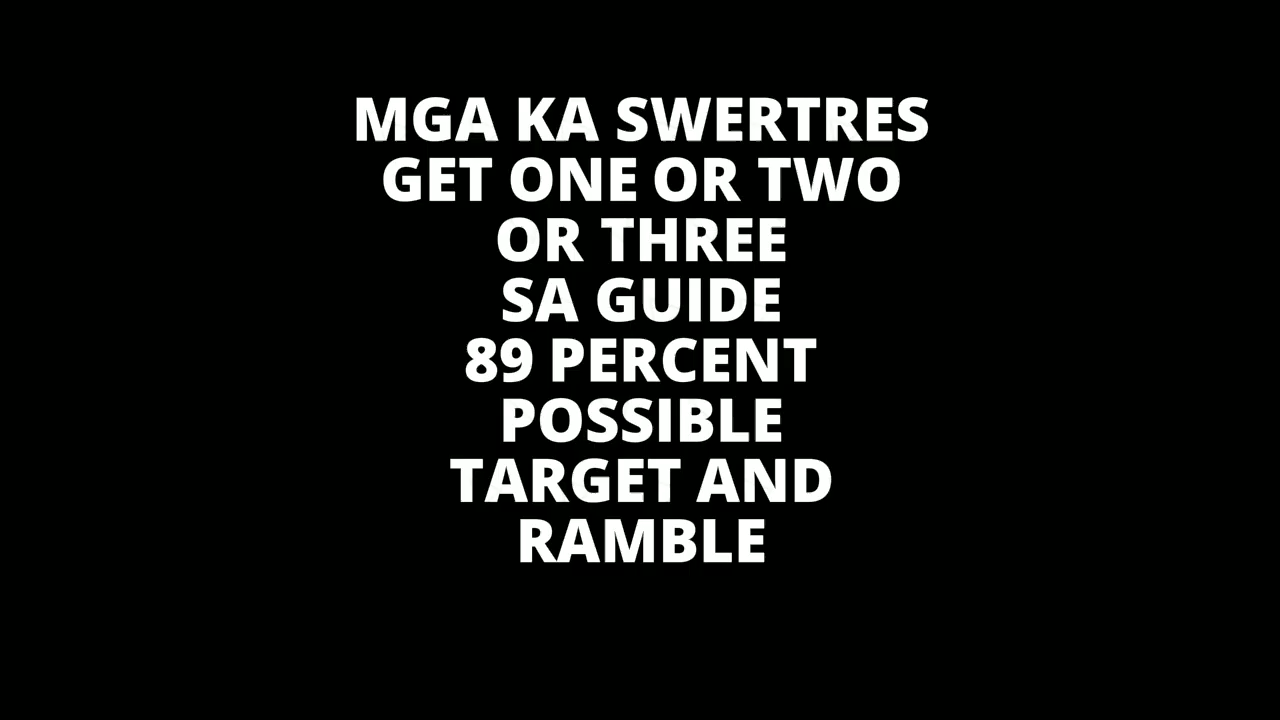 MGA KA SWERTRES
GET ONE OR TWO
OR THREE
SA GUIDE
89 PERCENT
POSSIBLE
TARGET AND
RAMBLE